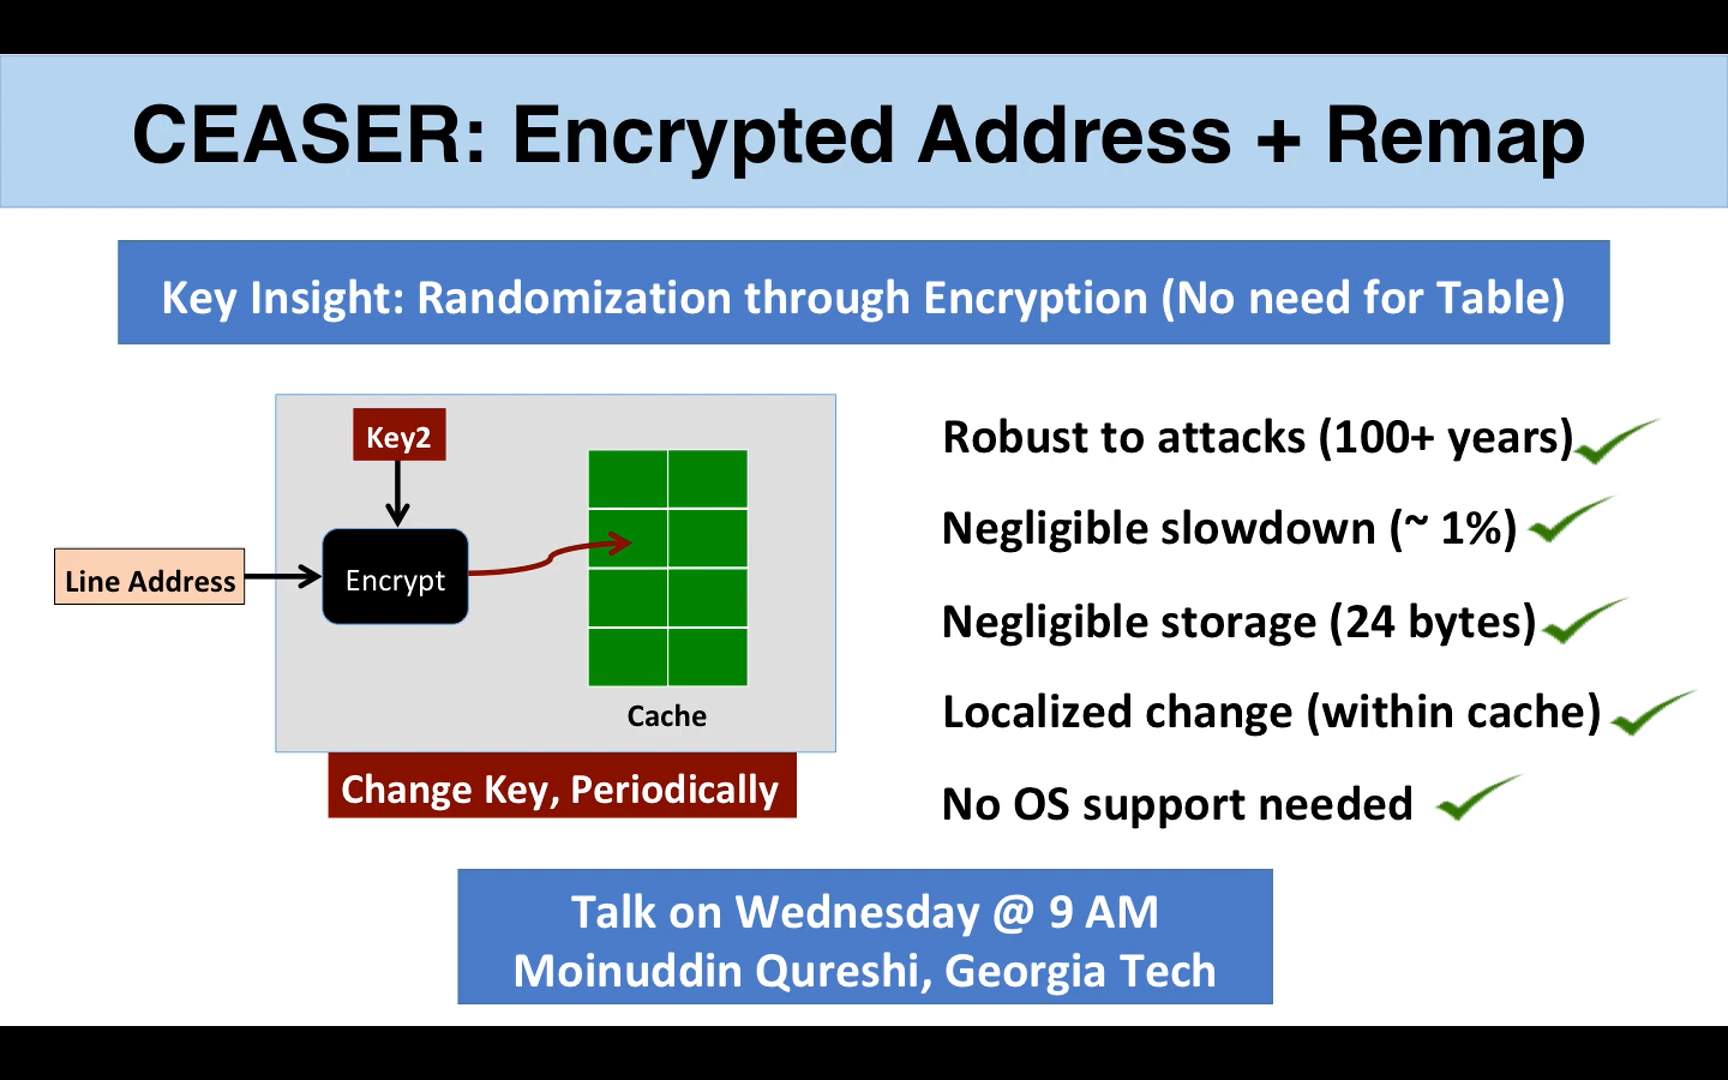 CEASER: Encrypted Address + Remap
Key Insight: Randomization through Encryption (No need for Table)
Key2
Line Address
Encrypt
Cache
Change Key, Periodically
Robust to attacks (100+ years)
Negligible slowdown (~ 1%)
Negligible storage (24 bytes)
Localized change (within cache)
No OS support needed
Talk on Wednesday @ 9 AM
Moinuddin Qureshi, Georgia Tech